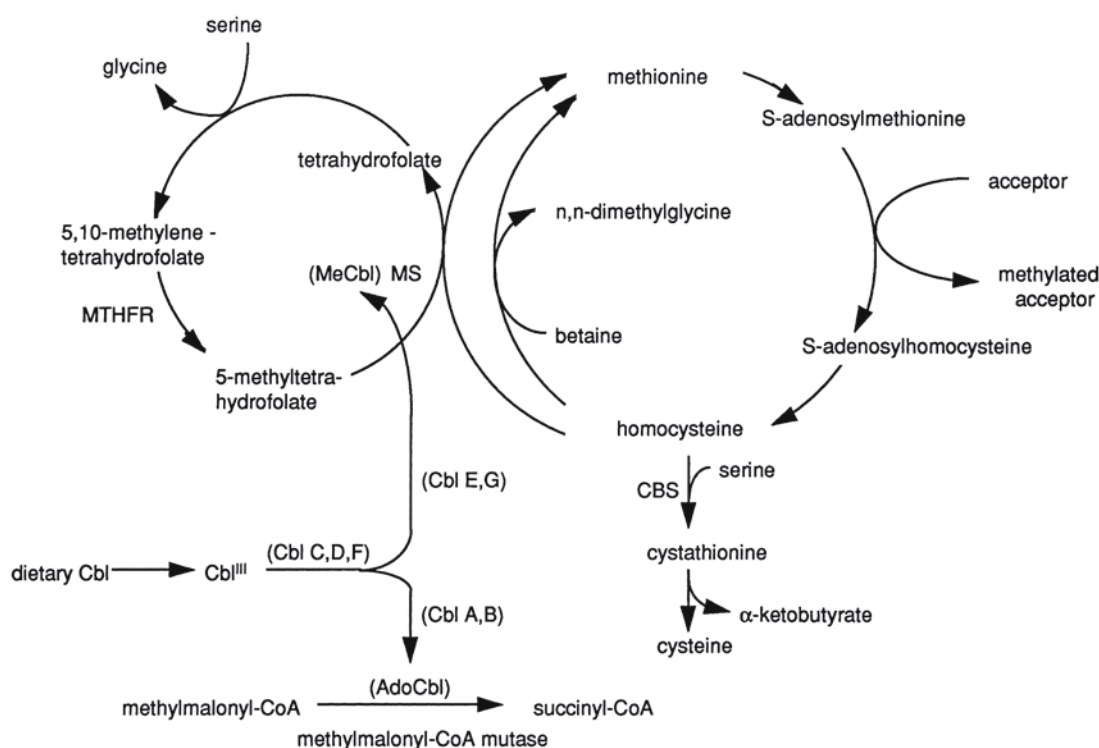 serine
glycine
methionine
S-adenosylmethionine
tetrahydrofolate
acceptor
n,n-dimethylglycine
5,10-methylene -
tetrahydrofolate
(MeCbl) MS
methylated
acceptor
MTHFR
betaine
S-adenosylhomocysteine
5-methyltetra-
hydrofolate
homocysteine
serine
(Cbl E,G)
CBS
cystathionine
(Cbl C,D,F)
dietary Cbl
Cblᴵᴵᴵ
(Cbl A,B)
α-ketobutyrate
cysteine
(AdoCbl)
methylmalonyl-CoA
succinyl-CoA
methylmalonyl-CoA mutase